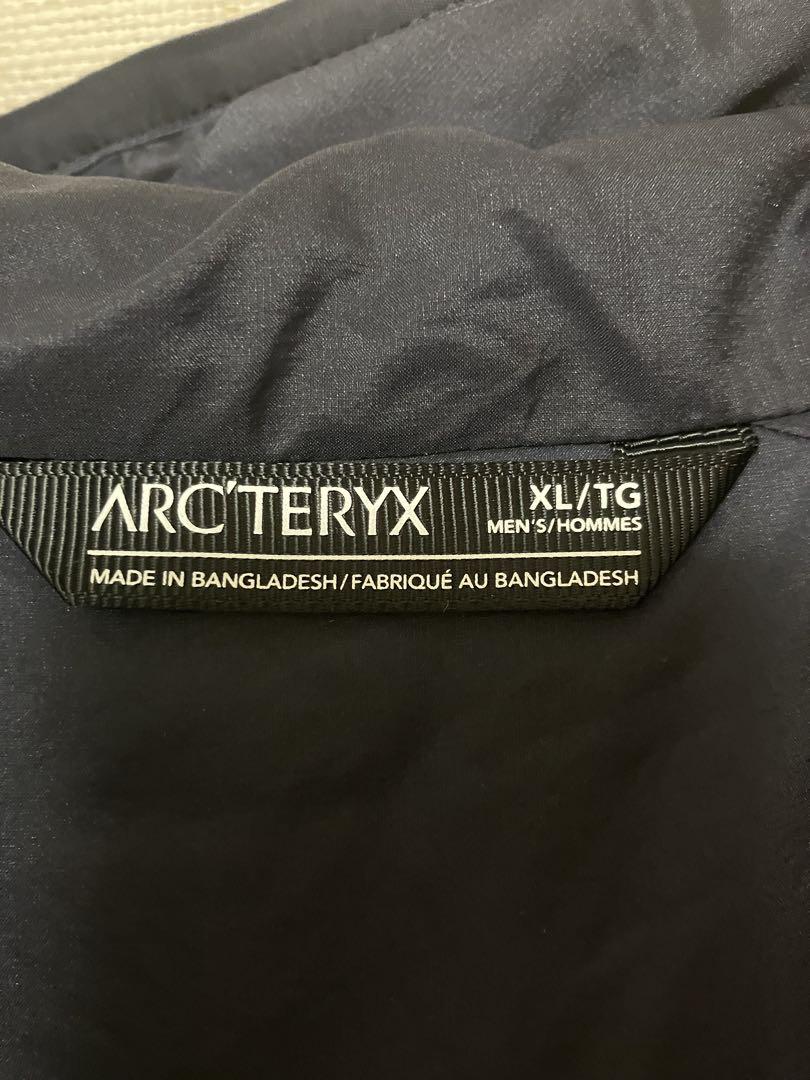 ARC'TERYX XL/TG
MEN'S/HOMMES
MADE IN BANGLADESH/FABRIQUÉ AU BANGLADESH